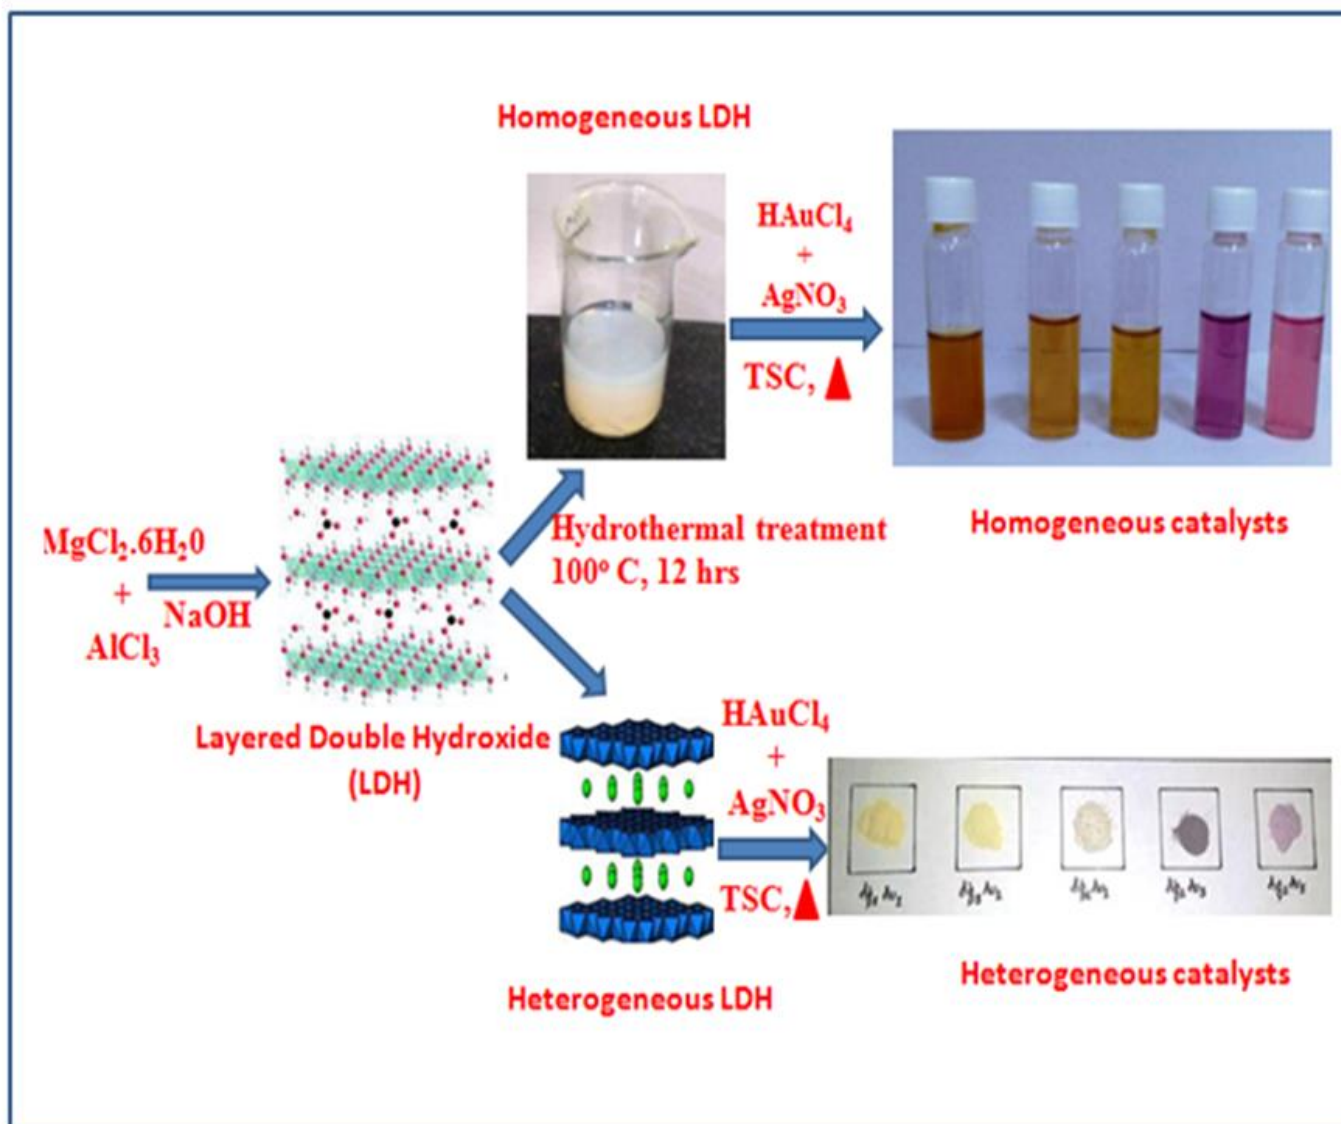 Homogeneous LDH
HAuCl₄
+
AgNO₃
TSC,
Homogeneous catalysts
Hydrothermal treatment
100° C, 12 hrs
MgCl₂.6H₂0
+
AlCl₃
NaOH
Layered Double Hydroxide
(LDH)
HAuCl₄
+
AgNO₃
TSC,
Heterogeneous LDH
Heterogeneous catalysts